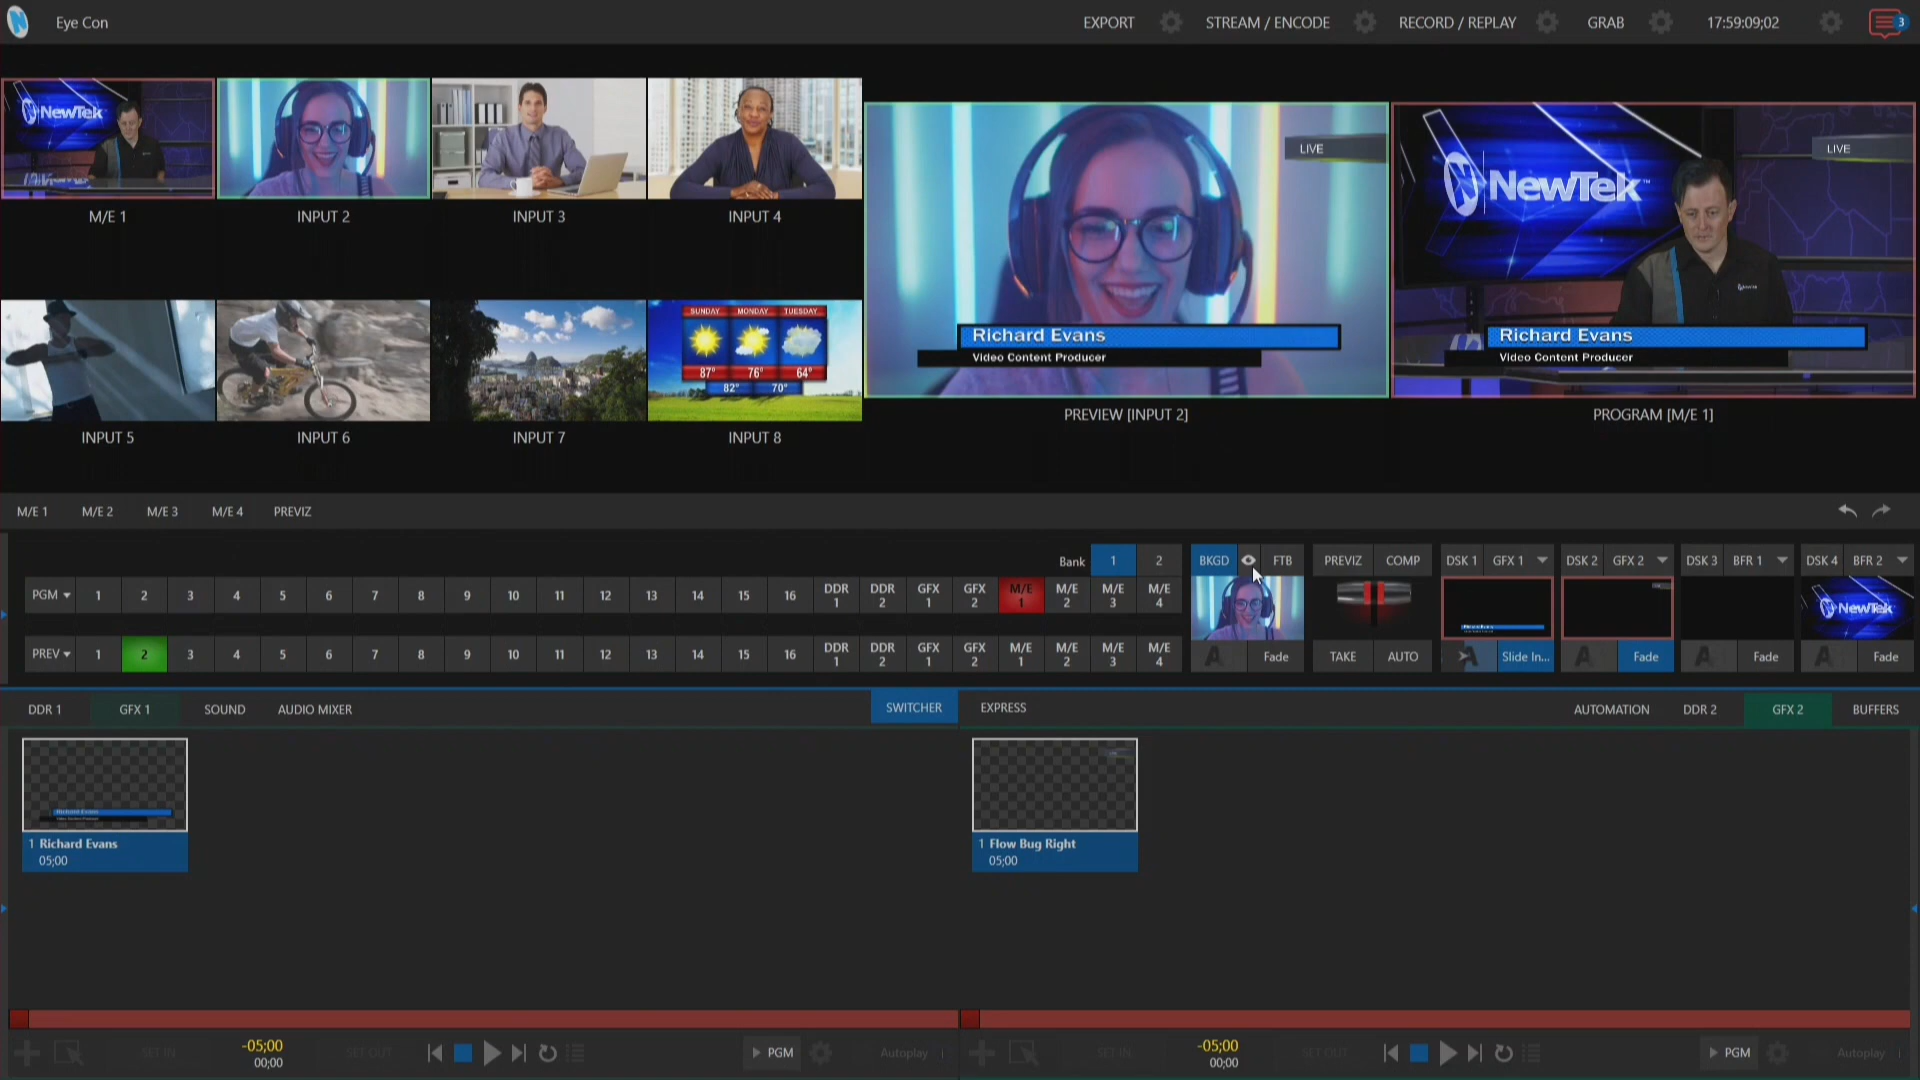 Eye Con
EXPORT
STREAM / ENCODE
RECORD / REPLAY
GRAB
17:59:09;02
3
NewTek
SUNDAY MONDAY TUESDAY
87° 76° 64°
82° 70°
M/E 1
INPUT 2
INPUT 3
INPUT 4
INPUT 5
INPUT 6
INPUT 7
INPUT 8
LIVE
Richard Evans
Video Content Producer
PREVIEW [INPUT 2]
LIVE
NewTek
Richard Evans
Video Content Producer
PROGRAM [M/E 1]
M/E 1 M/E 2 M/E 3 M/E 4 PREVIZ
Bank 1 2
PGM 1 2 3 4 5 6 7 8 9 10 11 12 13 14 15 16 DDR 1 DDR 2 GFX 1 GFX 2 M/E 1 M/E 2 M/E 3 M/E 4
PREV 1 2 3 4 5 6 7 8 9 10 11 12 13 14 15 16 DDR 1 DDR 2 GFX 1 GFX 2 M/E 1 M/E 2 M/E 3 M/E 4
BKGD FTB
A Fade
PREVIZ COMP
TAKE AUTO
DSK 1 GFX 1
A Slide In...
DSK 2 GFX 2
A Fade
DSK 3 BFR 1
A Fade
DSK 4 BFR 2
NewTek
A Fade
DDR 1 GFX 1 SOUND AUDIO MIXER
SWITCHER EXPRESS
AUTOMATION DDR 2 GFX 2 BUFFERS
Richard Evans
1 Richard Evans
05;00
1 Flow Bug Right
05;00
SET IN
-05;00
00;00
SET OUT
PGM
Autoplay
SET IN
-05;00
00;00
SET OUT
PGM
Autoplay